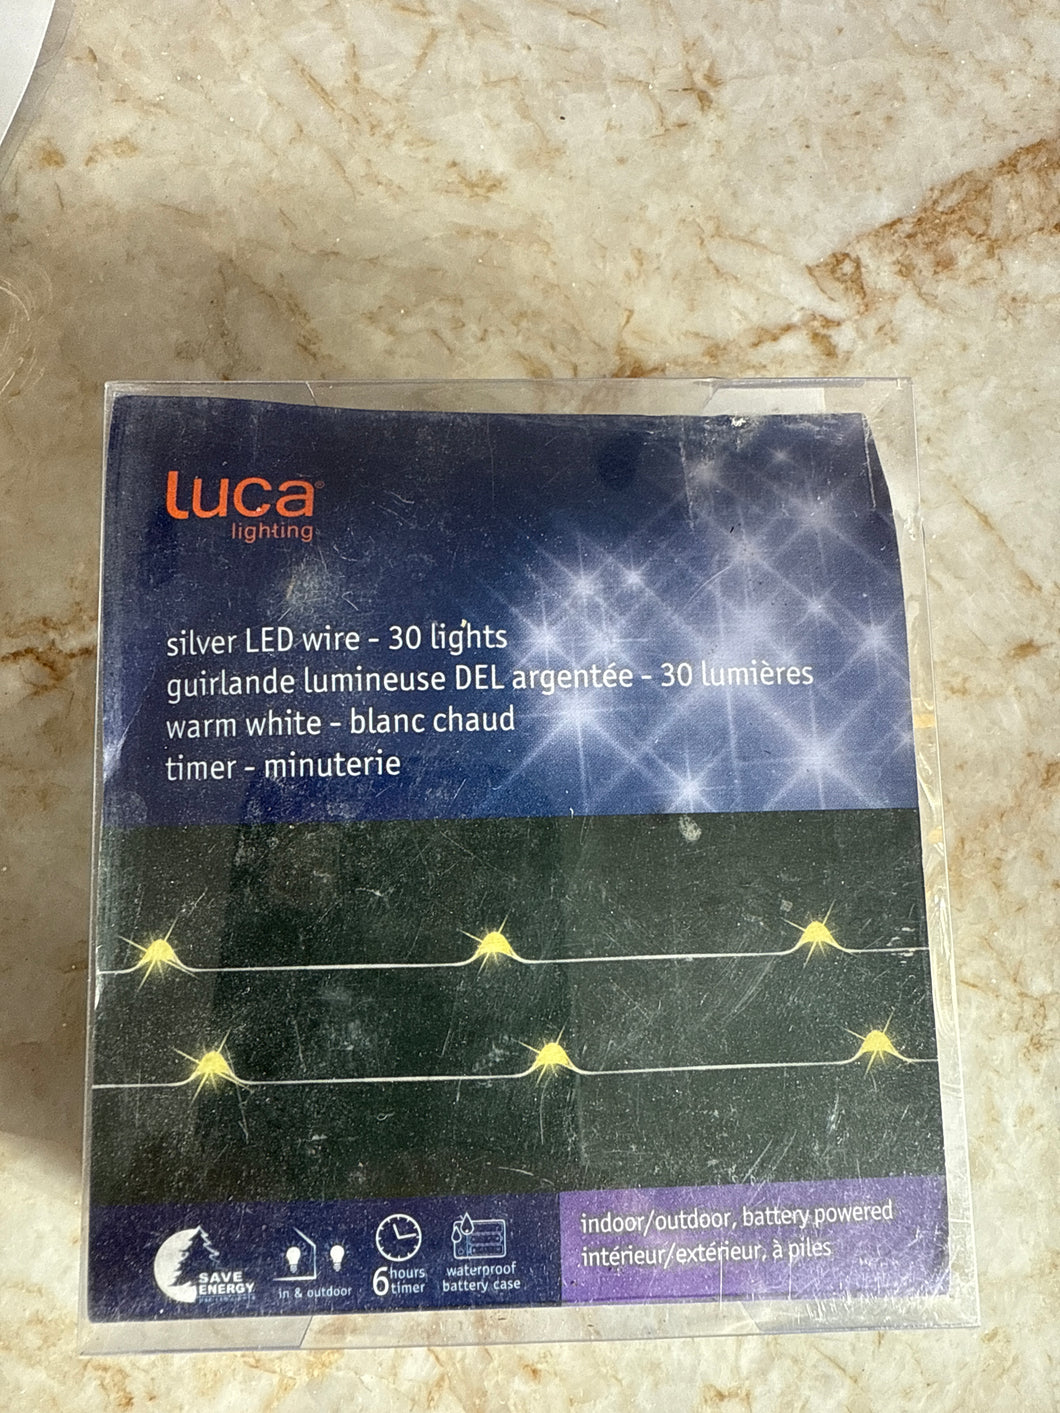 luca®
lighting
silver LED wire - 30 lights
guirlande lumineuse DEL argentée - 30 lumières
warm white - blanc chaud
timer - minuterie
SAVE
ENERGY
in & outdoor
6 hours
timer
waterproof
battery case
indoor/outdoor, battery powered
intérieur/extérieur, à piles